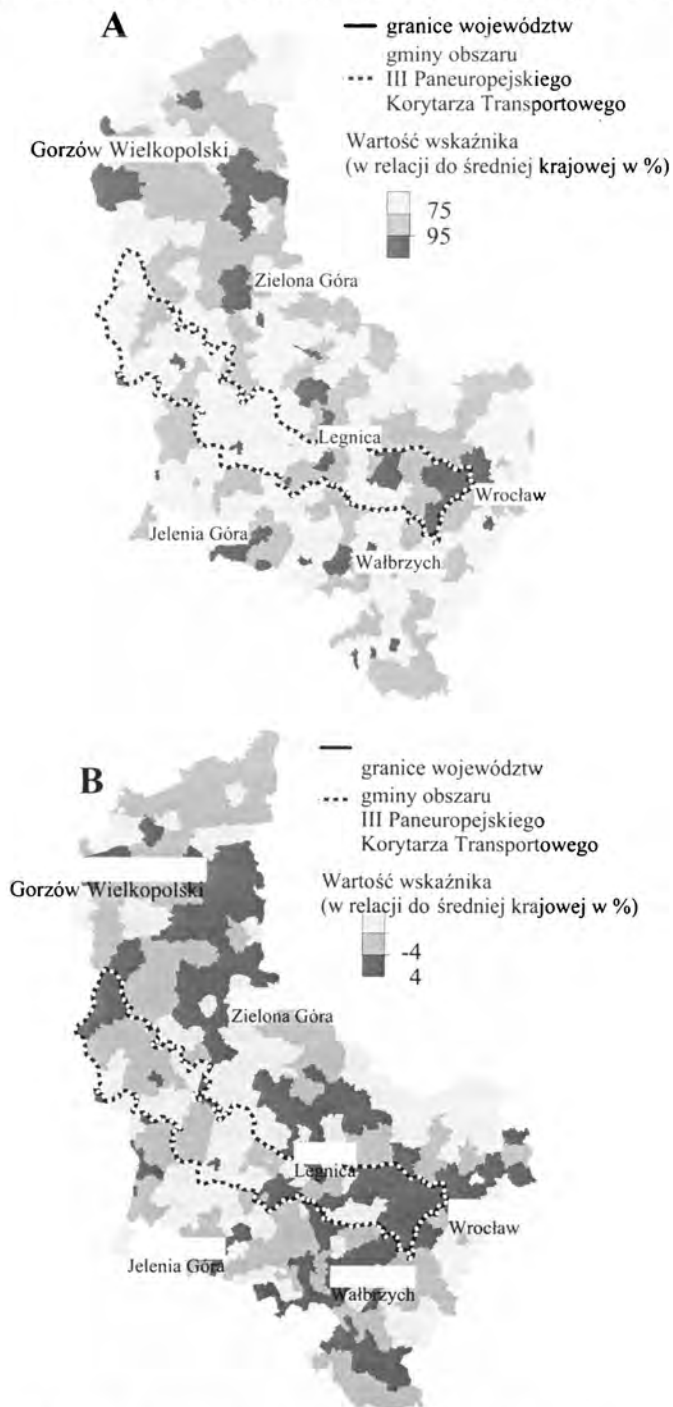 A
granice województw
gminy obszaru
III Paneuropejskiego
Korytarza Transportowego
Wartość wskaźnika
(w relacji do średniej krajowej w %)
75
95
Gorzów Wielkopolski
Zielona Góra
Legnica
Wrocław
Jelenia Góra
Wałbrzych
B
granice województw
gminy obszaru
III Paneuropejskiego
Korytarza Transportowego
Wartość wskaźnika
(w relacji do średniej krajowej w %)
-4
4
Gorzów Wielkopolski
Zielona Góra
Legnica
Wrocław
Jelenia Góra
Wałbrzych